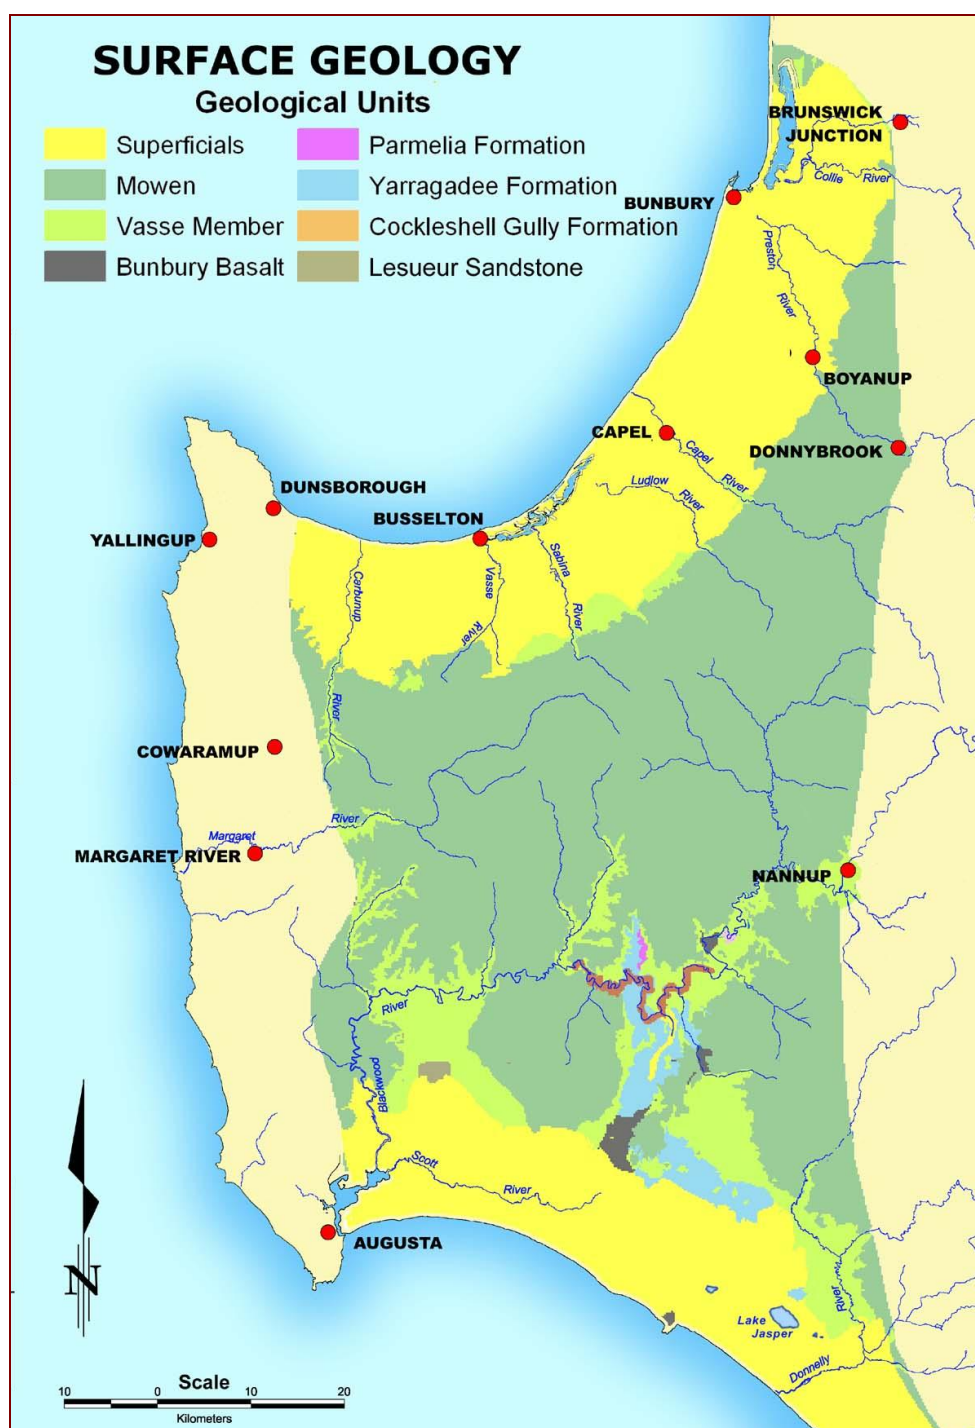 SURFACE GEOLOGY
Geological Units
Superficials
Mowen
Vasse Member
Bunbury Basalt
Parmelia Formation
Yarragadee Formation
Cockleshell Gully Formation
Lesueur Sandstone
BRUNSWICK
JUNCTION
Collie River
BUNBURY
Preston River
BOYANUP
CAPEL
Capel River
DONNYBROOK
Ludlow River
DUNSBOROUGH
BUSSELTON
YALLINGUP
Carbunup River
Vasse River
Sabina River
COWARAMUP
Margaret River
MARGARET RIVER
NANNUP
Blackwood River
Scott River
AUGUSTA
N
Lake
Jasper
Donnelly River
Scale
10 0 10 20
Kilometers